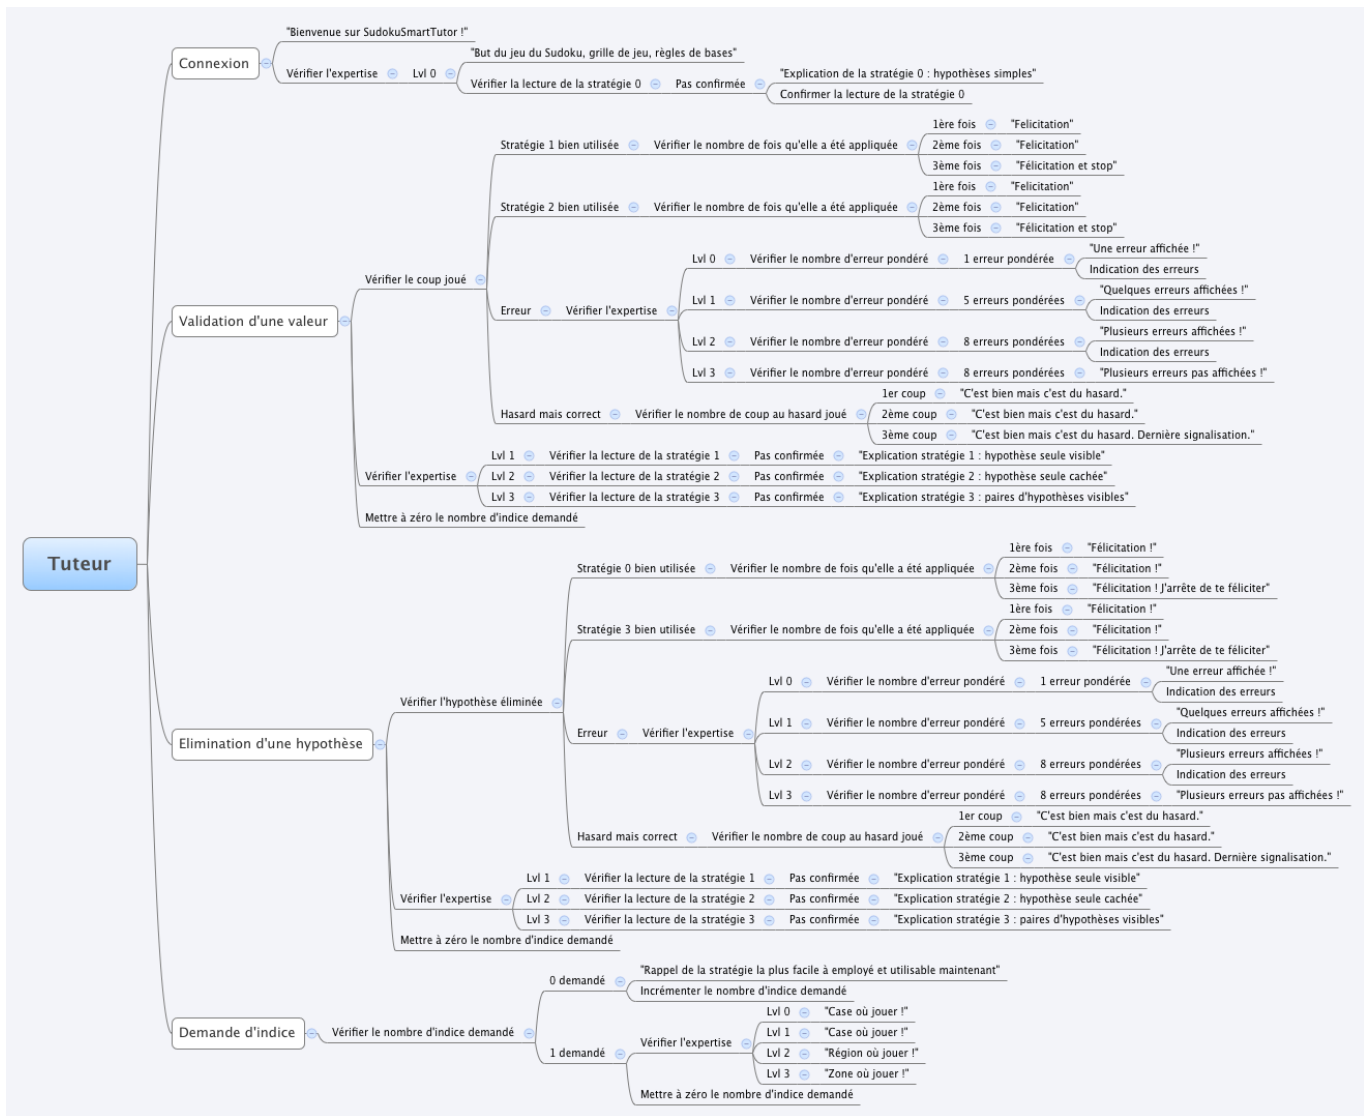 Tuteur
Connexion
"Bienvenue sur SudokuSmartTutor !"
Vérifier l'expertise
Lvl 0
"But du jeu du Sudoku, grille de jeu, règles de bases"
Vérifier la lecture de la stratégie 0
Pas confirmée
"Explication de la stratégie 0 : hypothèses simples"
Confirmer la lecture de la stratégie 0
Validation d'une valeur
Vérifier le coup joué
Stratégie 1 bien utilisée
Vérifier le nombre de fois qu'elle a été appliquée
1ère fois
"Felicitation"
2ème fois
"Felicitation"
3ème fois
"Félicitation et stop"
Stratégie 2 bien utilisée
Vérifier le nombre de fois qu'elle a été appliquée
1ère fois
"Felicitation"
2ème fois
"Felicitation"
3ème fois
"Félicitation et stop"
Erreur
Vérifier l'expertise
Lvl 0
Vérifier le nombre d'erreur pondéré
1 erreur pondérée
"Une erreur affichée !"
Indication des erreurs
Lvl 1
Vérifier le nombre d'erreur pondéré
5 erreurs pondérées
"Quelques erreurs affichées !"
Indication des erreurs
Lvl 2
Vérifier le nombre d'erreur pondéré
8 erreurs pondérées
"Plusieurs erreurs affichées !"
Indication des erreurs
Lvl 3
Vérifier le nombre d'erreur pondéré
8 erreurs pondérées
"Plusieurs erreurs pas affichées !"
Hasard mais correct
Vérifier le nombre de coup au hasard joué
1er coup
"C'est bien mais c'est du hasard."
2ème coup
"C'est bien mais c'est du hasard."
3ème coup
"C'est bien mais c'est du hasard. Dernière signalisation."
Vérifier l'expertise
Lvl 1
Vérifier la lecture de la stratégie 1
Pas confirmée
"Explication stratégie 1 : hypothèse seule visible"
Lvl 2
Vérifier la lecture de la stratégie 2
Pas confirmée
"Explication stratégie 2 : hypothèse seule cachée"
Lvl 3
Vérifier la lecture de la stratégie 3
Pas confirmée
"Explication stratégie 3 : paires d'hypothèses visibles"
Mettre à zéro le nombre d'indice demandé
Elimination d'une hypothèse
Vérifier l'hypothèse éliminée
Stratégie 0 bien utilisée
Vérifier le nombre de fois qu'elle a été appliquée
1ère fois
"Félicitation !"
2ème fois
"Félicitation !"
3ème fois
"Félicitation ! J'arrête de te féliciter"
Stratégie 3 bien utilisée
Vérifier le nombre de fois qu'elle a été appliquée
1ère fois
"Félicitation !"
2ème fois
"Félicitation !"
3ème fois
"Félicitation ! J'arrête de te féliciter"
Erreur
Vérifier l'expertise
Lvl 0
Vérifier le nombre d'erreur pondéré
1 erreur pondérée
"Une erreur affichée !"
Indication des erreurs
Lvl 1
Vérifier le nombre d'erreur pondéré
5 erreurs pondérées
"Quelques erreurs affichées !"
Indication des erreurs
Lvl 2
Vérifier le nombre d'erreur pondéré
8 erreurs pondérées
"Plusieurs erreurs affichées !"
Indication des erreurs
Lvl 3
Vérifier le nombre d'erreur pondéré
8 erreurs pondérées
"Plusieurs erreurs pas affichées !"
Hasard mais correct
Vérifier le nombre de coup au hasard joué
1er coup
"C'est bien mais c'est du hasard."
2ème coup
"C'est bien mais c'est du hasard."
3ème coup
"C'est bien mais c'est du hasard. Dernière signalisation."
Vérifier l'expertise
Lvl 1
Vérifier la lecture de la stratégie 1
Pas confirmée
"Explication stratégie 1 : hypothèse seule visible"
Lvl 2
Vérifier la lecture de la stratégie 2
Pas confirmée
"Explication stratégie 2 : hypothèse seule cachée"
Lvl 3
Vérifier la lecture de la stratégie 3
Pas confirmée
"Explication stratégie 3 : paires d'hypothèses visibles"
Mettre à zéro le nombre d'indice demandé
Demande d'indice
Vérifier le nombre d'indice demandé
0 demandé
"Rappel de la stratégie la plus facile à employé et utilisable maintenant"
Incrémenter le nombre d'indice demandé
1 demandé
Vérifier l'expertise
Lvl 0
"Case où jouer !"
Lvl 1
"Case où jouer !"
Lvl 2
"Région où jouer !"
Lvl 3
"Zone où jouer !"
Mettre à zéro le nombre d'indice demandé